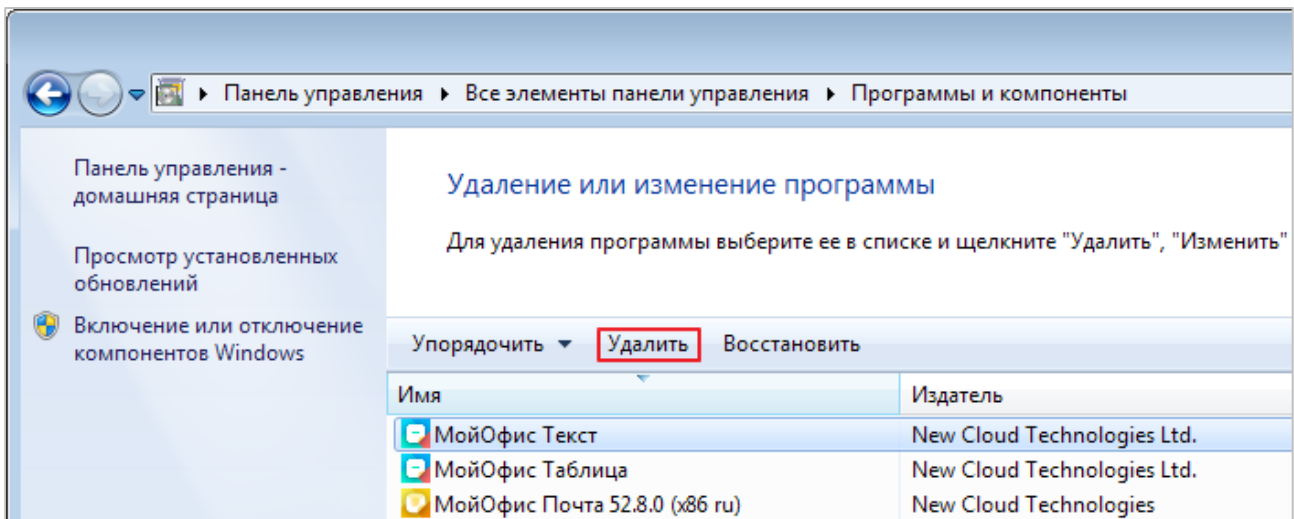 Панель управления ▸ Все элементы панели управления ▸ Программы и компоненты
Панель управления -
домашняя страница
Просмотр установленных
обновлений
Включение или отключение
компонентов Windows
Удаление или изменение программы
Для удаления программы выберите ее в списке и щелкните "Удалить", "Изменить"
Упорядочить Удалить Восстановить
Имя Издатель
МойОфис Текст New Cloud Technologies Ltd.
МойОфис Таблица New Cloud Technologies Ltd.
МойОфис Почта 52.8.0 (x86 ru) New Cloud Technologies